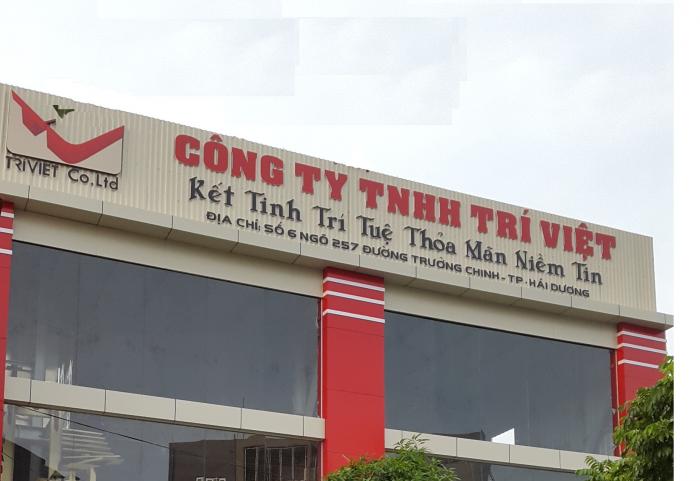 TRIVIET Co.Ltd
CÔNG TY TNHH TRÍ VIỆT
Kết Tinh Trí Tuệ Thỏa Mãn Niềm Tin
ĐỊA CHỈ: SỐ 6 NGÕ 257 ĐƯỜNG TRƯỜNG CHINH - TP. HẢI DƯƠNG